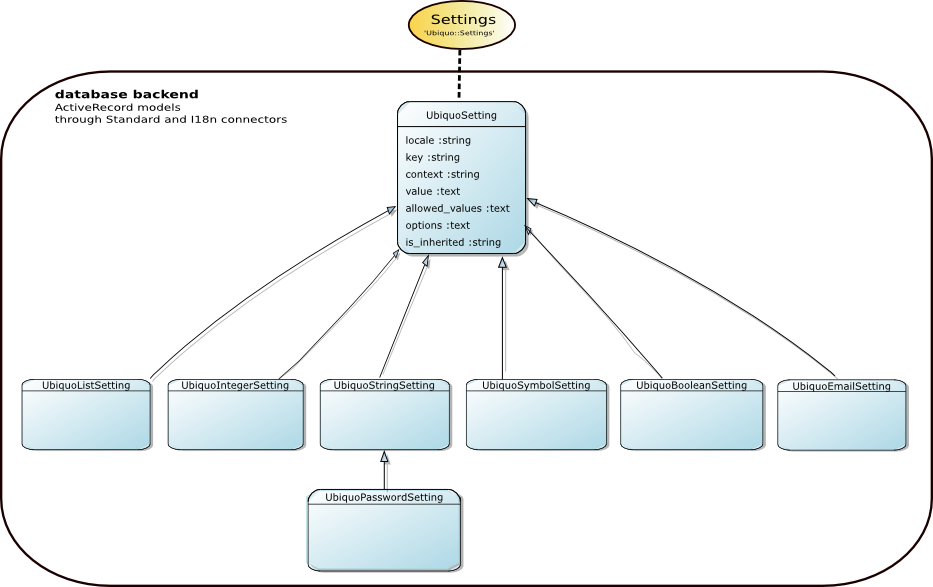 Settings
'Ubiquo::Settings'
database backend
ActiveRecord models
through Standard and I18n connectors
UbiquoSetting
locale :string
key :string
context :string
value :text
allowed_values :text
options :text
is_inherited :string
UbiquoListSetting
UbiquoIntegerSetting
UbiquoStringSetting
UbiquoSymbolSetting
UbiquoBooleanSetting
UbiquoEmailSetting
UbiquoPasswordSetting